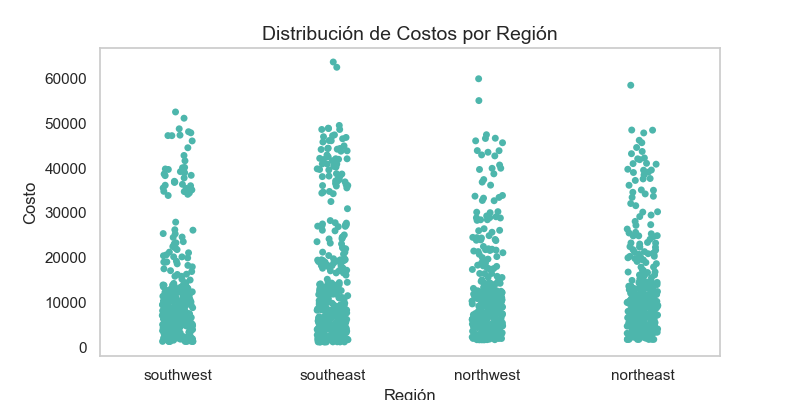 Distribución de Costos por Región
60000
50000
40000
30000
20000
10000
0
Costo
southwest southeast northwest northeast
Región